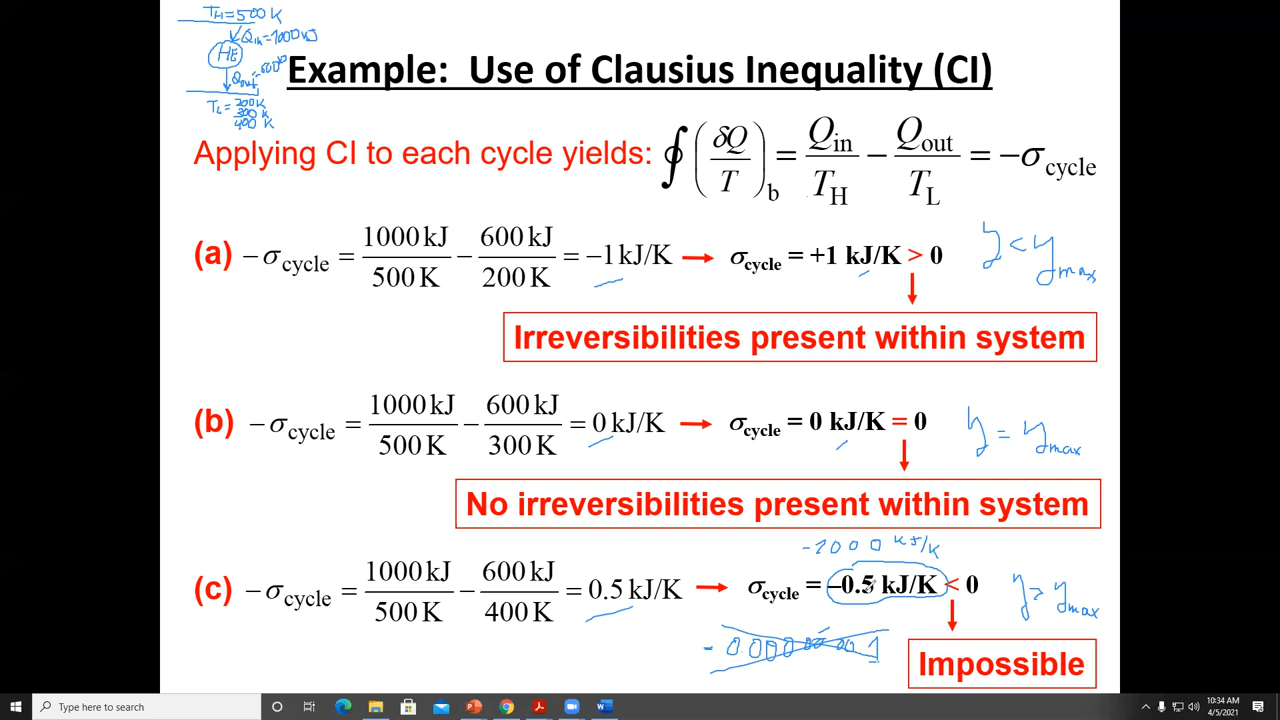 T_H = 500 K
Q_in = 1000 kJ
HE
Q_out = 600 kJ
T_L = 200 K
300 K
400 K
Example: Use of Clausius Inequality (CI)
Applying CI to each cycle yields: ∮(δQ/T)_b = Q_in/T_H − Q_out/T_L = −σ_cycle
(a) −σ_cycle = 1000 kJ/500 K − 600 kJ/200 K = −1 kJ/K → σ_cycle = +1 kJ/K > 0
η < η_max
Irreversibilities present within system
(b) −σ_cycle = 1000 kJ/500 K − 600 kJ/300 K = 0 kJ/K → σ_cycle = 0 kJ/K = 0
η = η_max
No irreversibilities present within system
(c) −σ_cycle = 1000 kJ/500 K − 600 kJ/400 K = 0.5 kJ/K → σ_cycle = –0.5 kJ/K < 0
η > η_max
Impossible
Type here to search
10:34 AM
4/5/2021